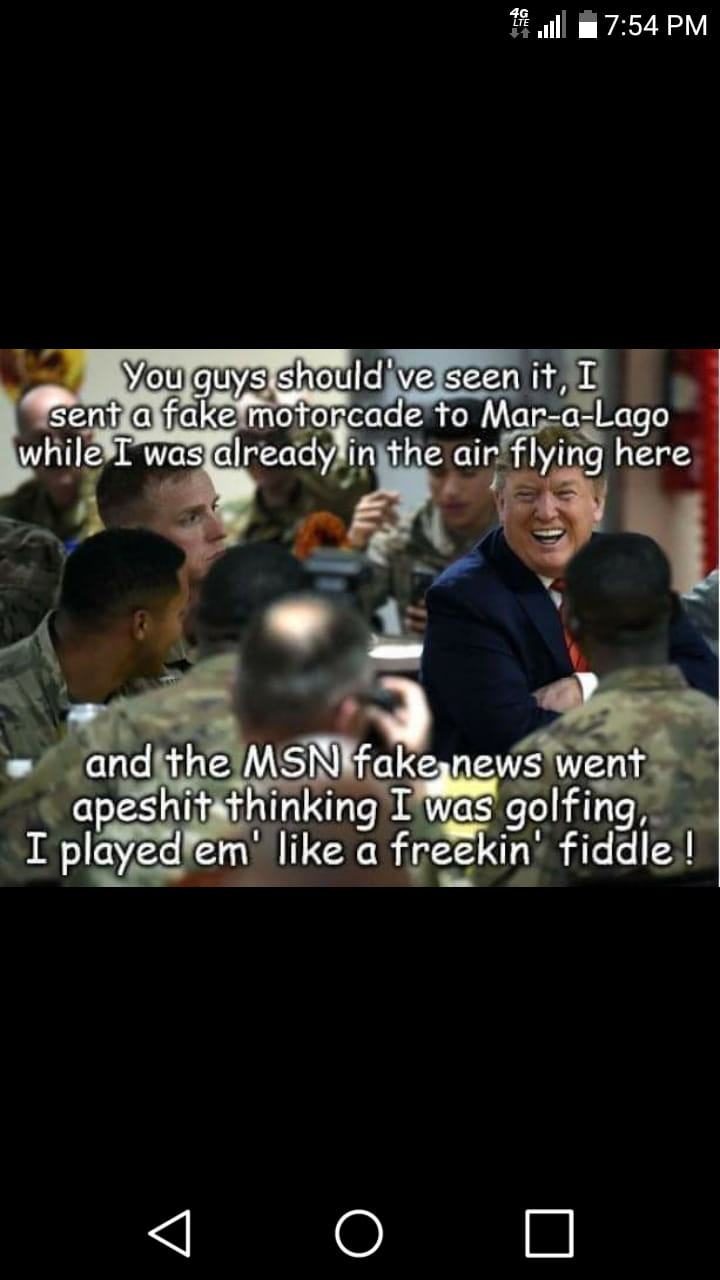 4G
LTE
7:54 PM
You guys should've seen it, I
sent a fake motorcade to Mar-a-Lago
while I was already in the air flying here
and the MSN fake news went
apeshit thinking I was golfing,
I played em' like a freekin' fiddle !